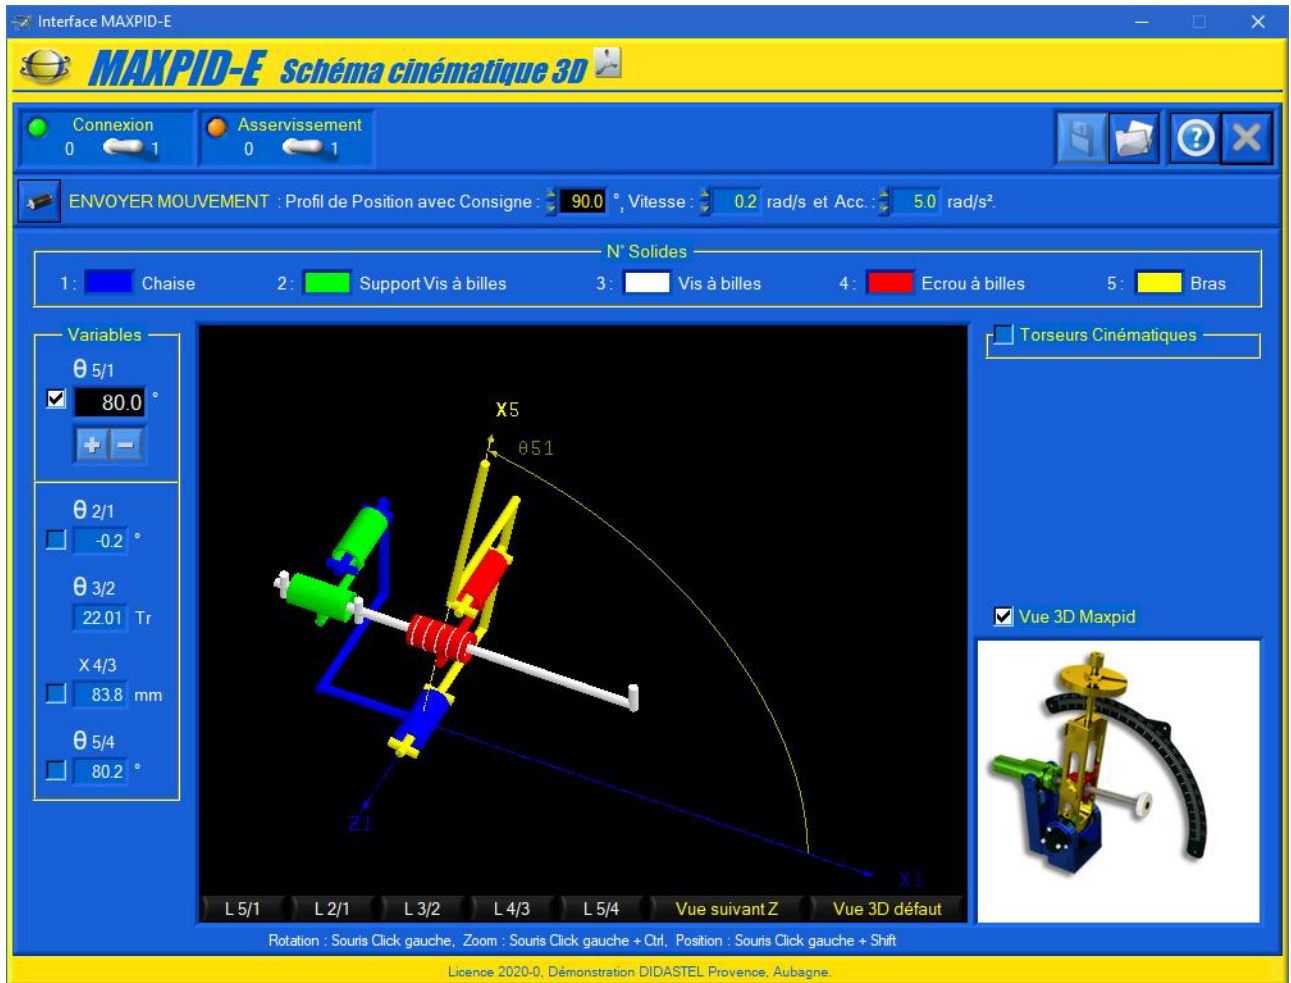 Interface MAXPID-E
MAXPID-E Schéma cinématique 3D
Connexion
0 1
Asservissement
0 1
ENVOYER MOUVEMENT : Profil de Position avec Consigne : 90.0 °, Vitesse : 0.2 rad/s et Acc. : 5.0 rad/s².
N° Solides
1 : Chaise 2 : Support Vis à billes 3 : Vis à billes 4 : Ecrou à billes 5 : Bras
Variables
θ 5/1
80.0 °
+ −
θ 2/1
-0.2 °
θ 3/2
22.01 Tr
X 4/3
83.8 mm
θ 5/4
80.2 °
X5
θ51
Z1
X1
L 5/1 L 2/1 L 3/2 L 4/3 L 5/4 Vue suivant Z Vue 3D défaut
Torseurs Cinématiques
Vue 3D Maxpid
Rotation : Souris Click gauche, Zoom : Souris Click gauche + Ctrl, Position : Souris Click gauche + Shift
Licence 2020-0, Démonstration DIDASTEL Provence, Aubagne.